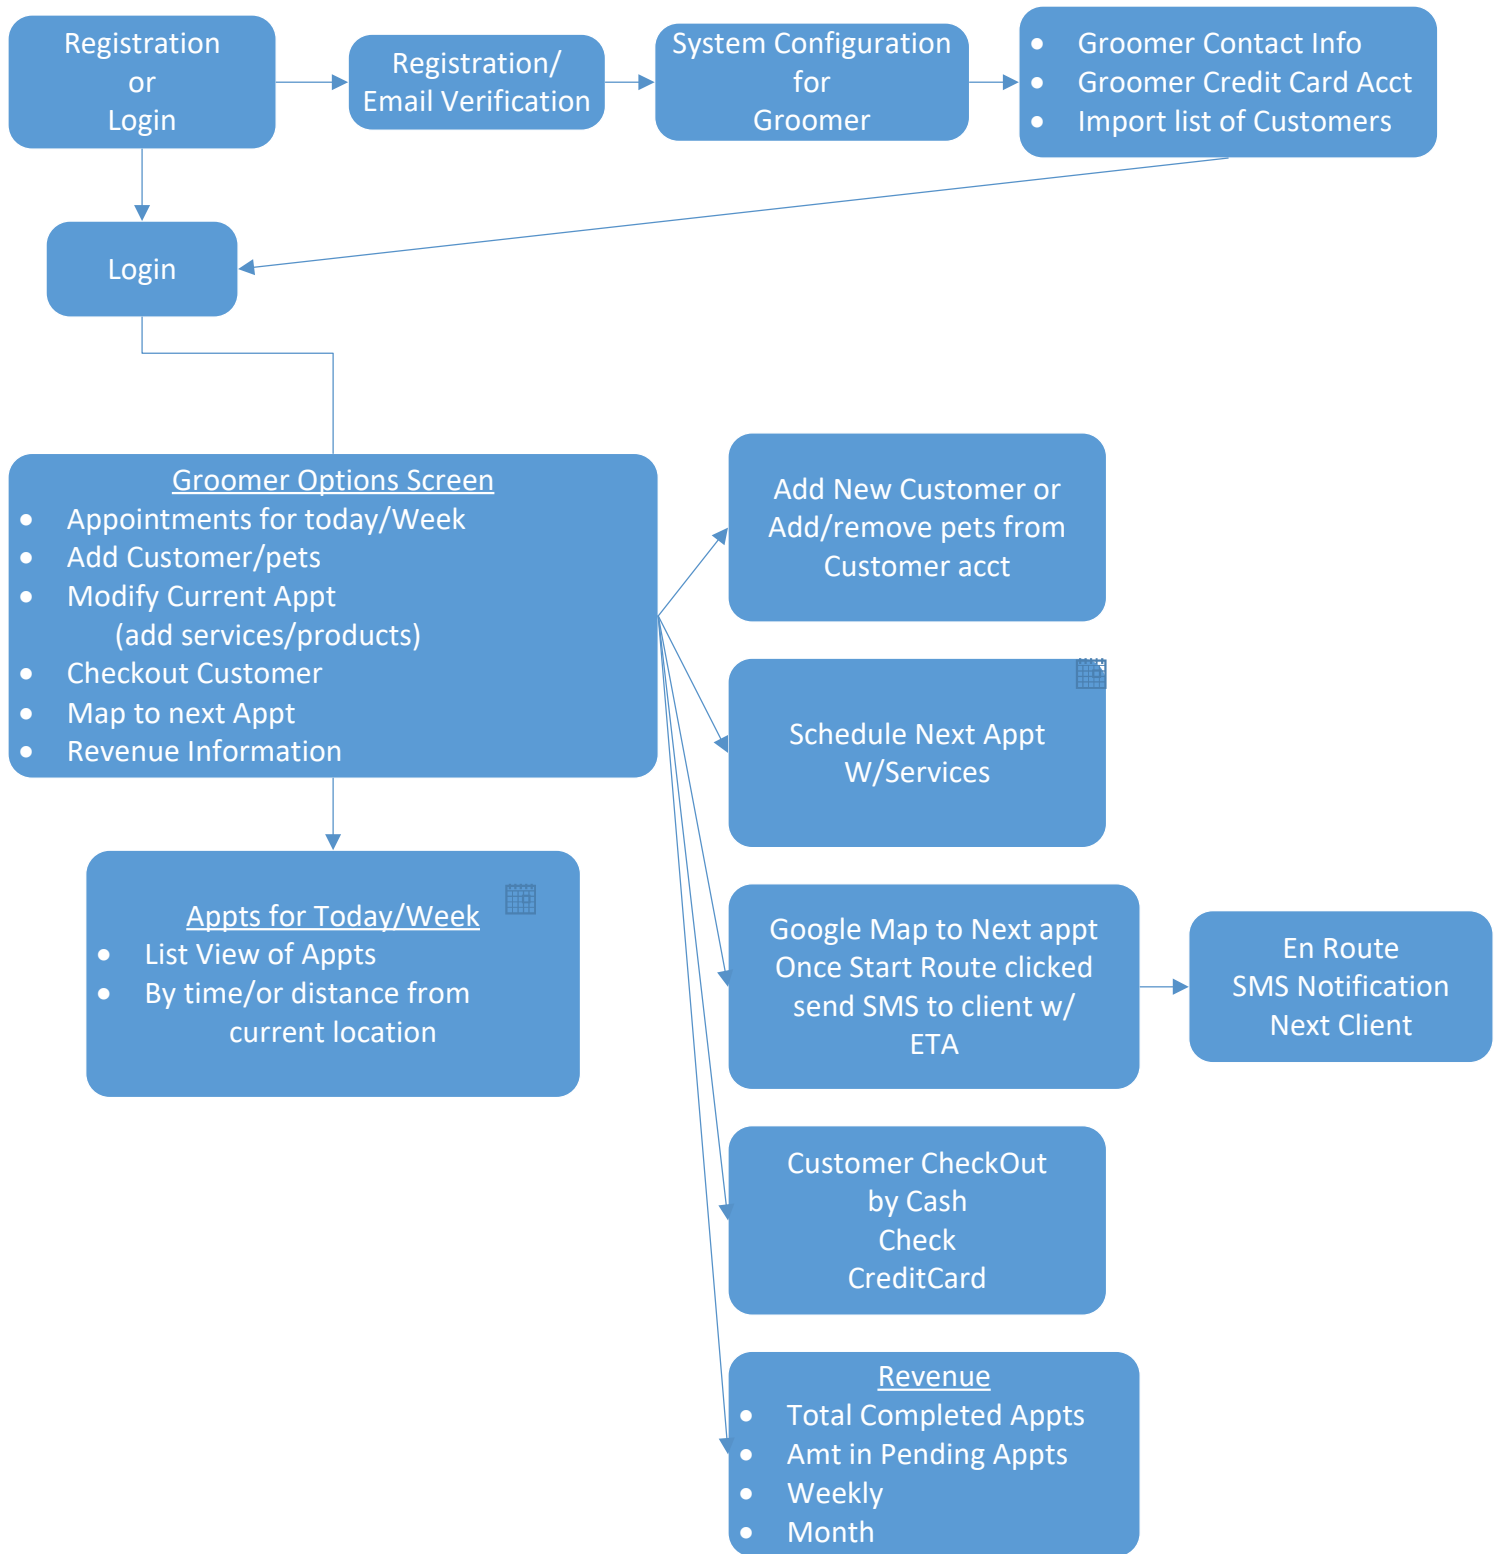 Registration
or
Login
Registration/
Email Verification
System Configuration
for
Groomer
• Groomer Contact Info
• Groomer Credit Card Acct
• Import list of Customers
Login
Groomer Options Screen
• Appointments for today/Week
• Add Customer/pets
• Modify Current Appt
(add services/products)
• Checkout Customer
• Map to next Appt
• Revenue Information
Appts for Today/Week
• List View of Appts
• By time/or distance from
current location
Add New Customer or
Add/remove pets from
Customer acct
Schedule Next Appt
W/Services
Google Map to Next appt
Once Start Route clicked
send SMS to client w/
ETA
En Route
SMS Notification
Next Client
Customer CheckOut
by Cash
Check
CreditCard
Revenue
• Total Completed Appts
• Amt in Pending Appts
• Weekly
• Month